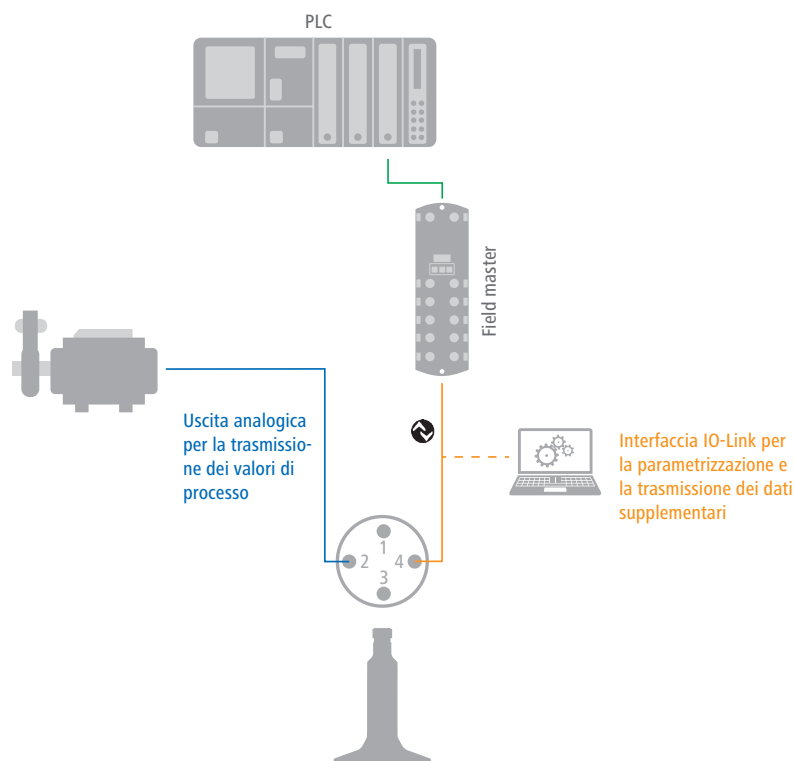 PLC
Field master
Uscita analogica
per la trasmissio-
ne dei valori di
processo
Interfaccia IO-Link per
la parametrizzazione e
la trasmissione dei dati
supplementari
1
2
4
3